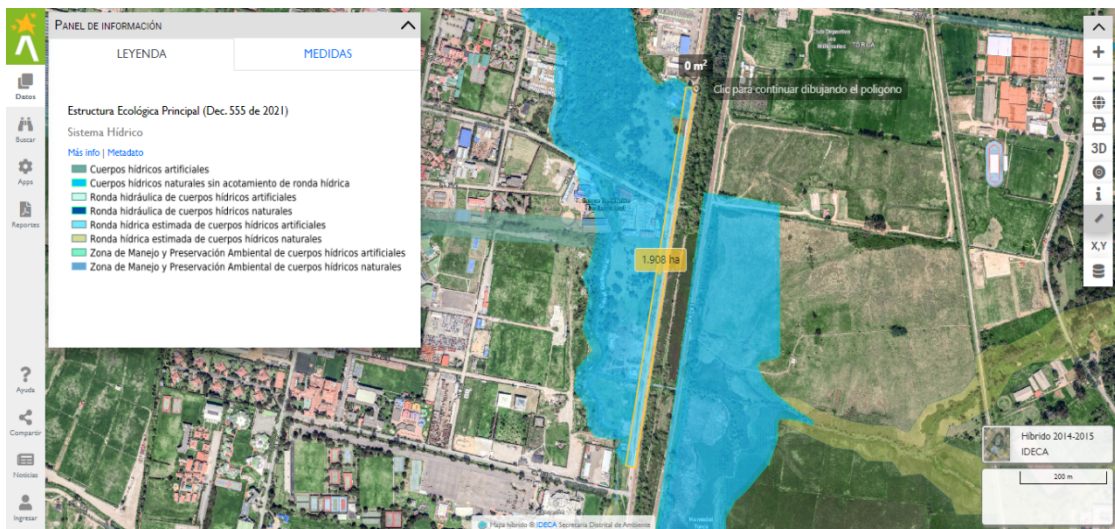 PANEL DE INFORMACIÓN
LEYENDA
MEDIDAS
Estructura Ecológica Principal (Dec. 555 de 2021)
Sistema Hídrico
Más info | Metadato
Cuerpos hídricos artificiales
Cuerpos hídricos naturales sin acotamiento de ronda hídrica
Ronda hidráulica de cuerpos hídricos artificiales
Ronda hidráulica de cuerpos hídricos naturales
Ronda hídrica estimada de cuerpos hídricos artificiales
Ronda hídrica estimada de cuerpos hídricos naturales
Zona de Manejo y Preservación Ambiental de cuerpos hídricos artificiales
Zona de Manejo y Preservación Ambiental de cuerpos hídricos naturales
Datos
Buscar
Apps
Reportes
Ayuda
Compartir
Noticias
Ingresar
Club Deportivo
Los
Millonarios
TORCA
0 m²
Clic para continuar dibujando el polígono
1.908 ha
3D
X,Y
Híbrido 2014-2015
IDECA
200 m
Mapa híbrido © IDECA Secretaría Distrital de Ambiente